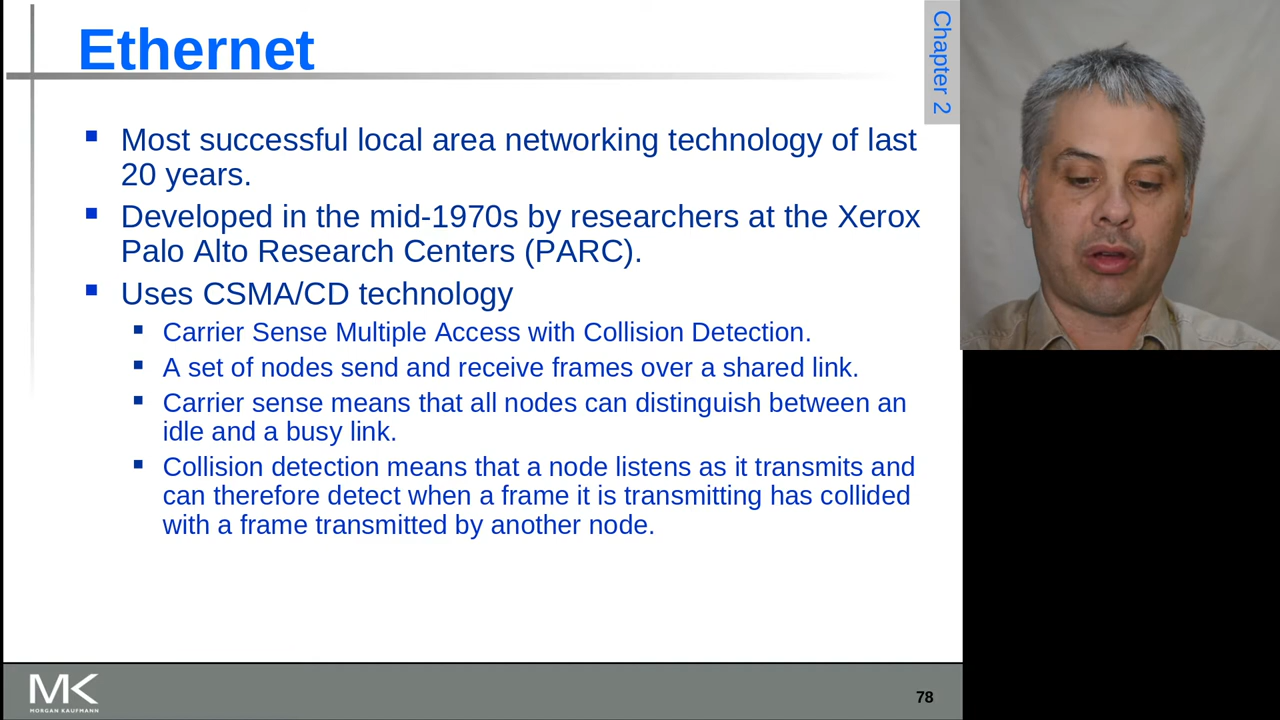 Ethernet
Chapter 2
Most successful local area networking technology of last
20 years.
Developed in the mid-1970s by researchers at the Xerox
Palo Alto Research Centers (PARC).
Uses CSMA/CD technology
Carrier Sense Multiple Access with Collision Detection.
A set of nodes send and receive frames over a shared link.
Carrier sense means that all nodes can distinguish between an
idle and a busy link.
Collision detection means that a node listens as it transmits and
can therefore detect when a frame it is transmitting has collided
with a frame transmitted by another node.
MK
MORGAN KAUFMANN
78